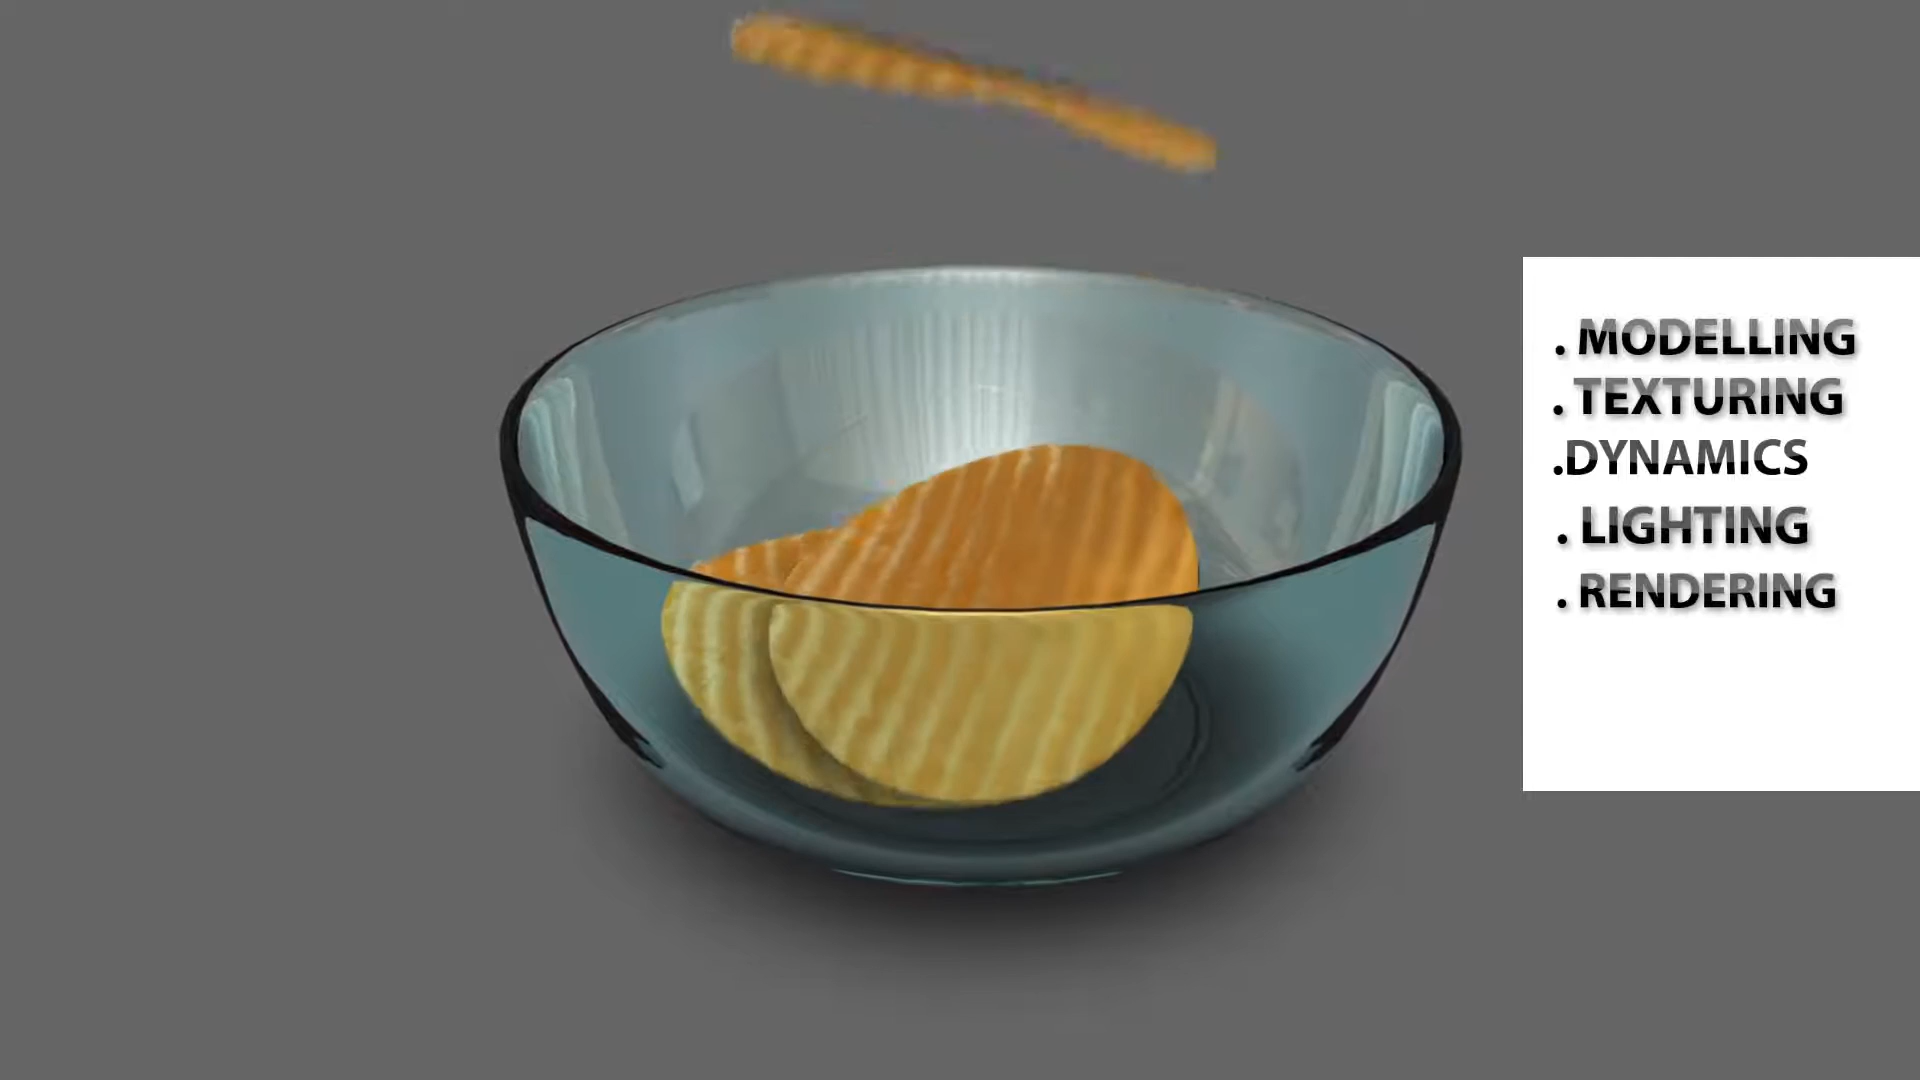 . MODELLING
. TEXTURING
.DYNAMICS
. LIGHTING
. RENDERING